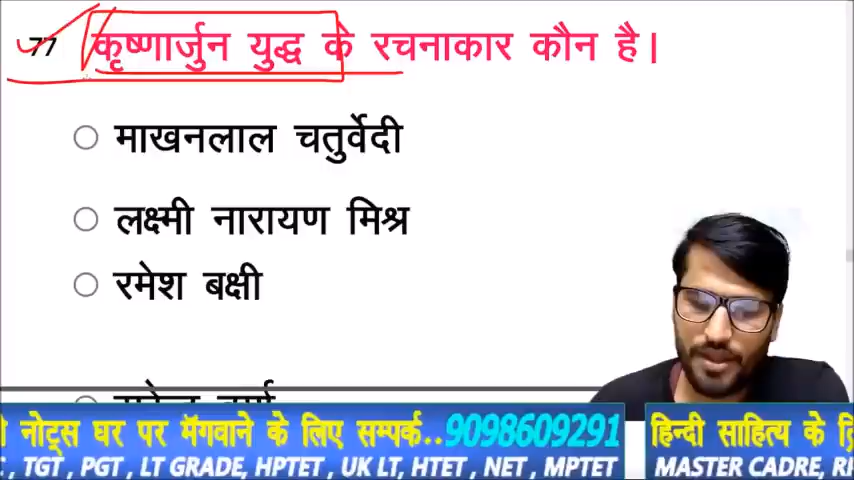 77 कृष्णार्जुन युद्ध के रचनाकार कौन है।
माखनलाल चतुर्वेदी
लक्ष्मी नारायण मिश्र
रमेश बक्षी
नोट्स घर पर मॅगवाने के लिए सम्पर्क..9098609291 हिन्दी साहित्य के
, TGT , PGT , LT GRADE, HPTET , UK LT, HTET , NET , MPTET MASTER CADRE,